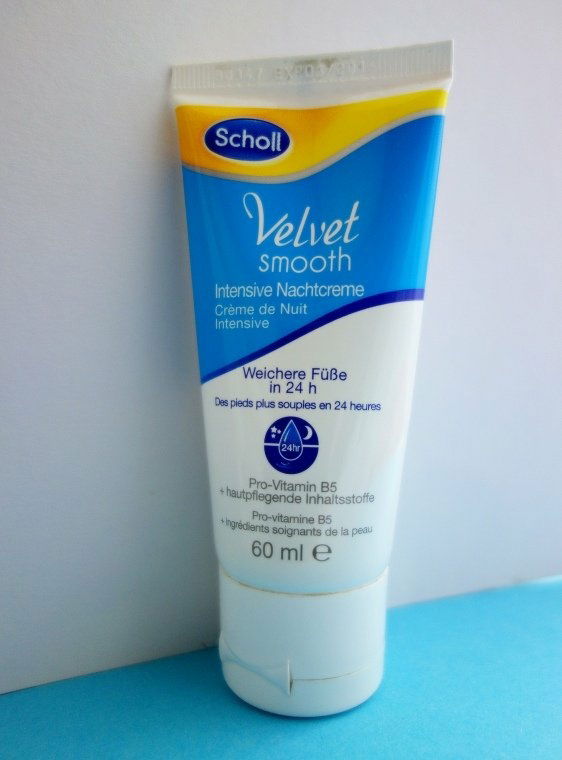 Scholl
Velvet
smooth
Intensive Nachtcreme
Crème de Nuit
Intensive
Weichere Füße
in 24 h
Des pieds plus souples en 24 heures
24hr
Pro-Vitamin B5
+ hautpflegende Inhaltsstoffe
Pro-vitamine B5
+ Ingrédients soignants de la peau
60 ml e